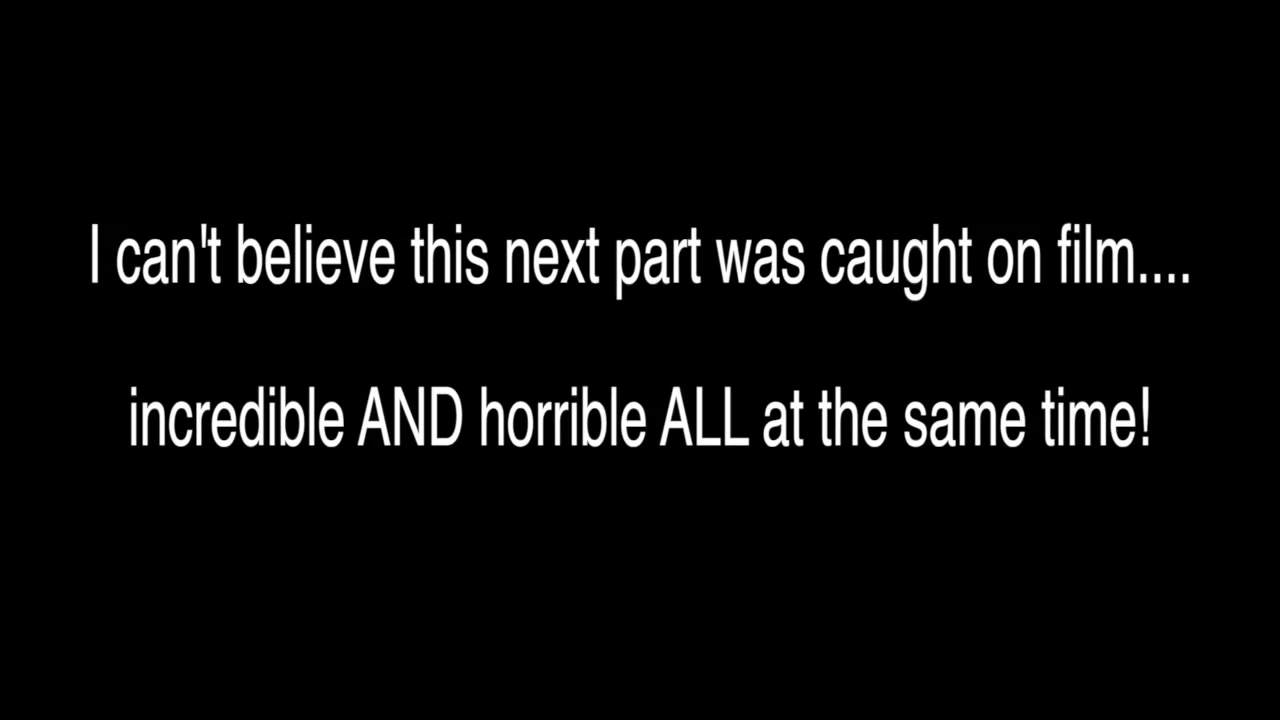 I can't believe this next part was caught on film....
incredible AND horrible ALL at the same time!